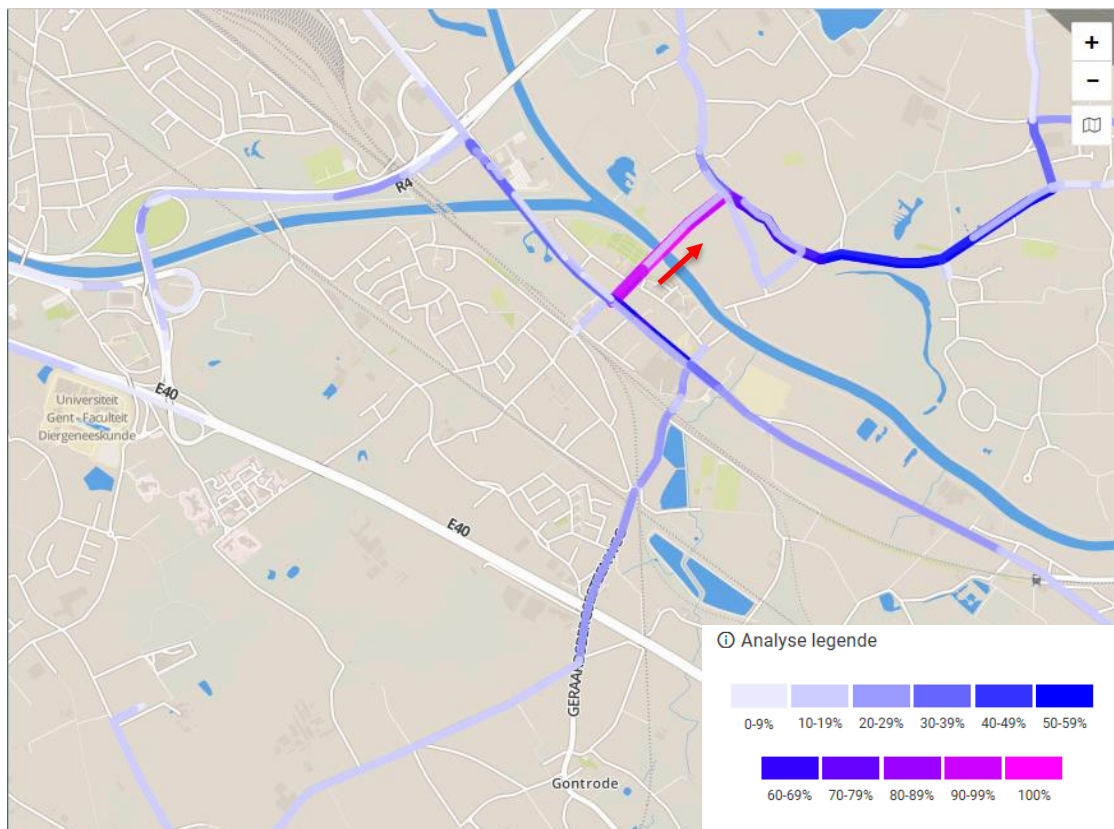 +
−
R4
E40
Universiteit
Gent - Faculteit
Diergeneeskunde
E40
Gontrode
Analyse legende
0-9% 10-19% 20-29% 30-39% 40-49% 50-59%
60-69% 70-79% 80-89% 90-99% 100%